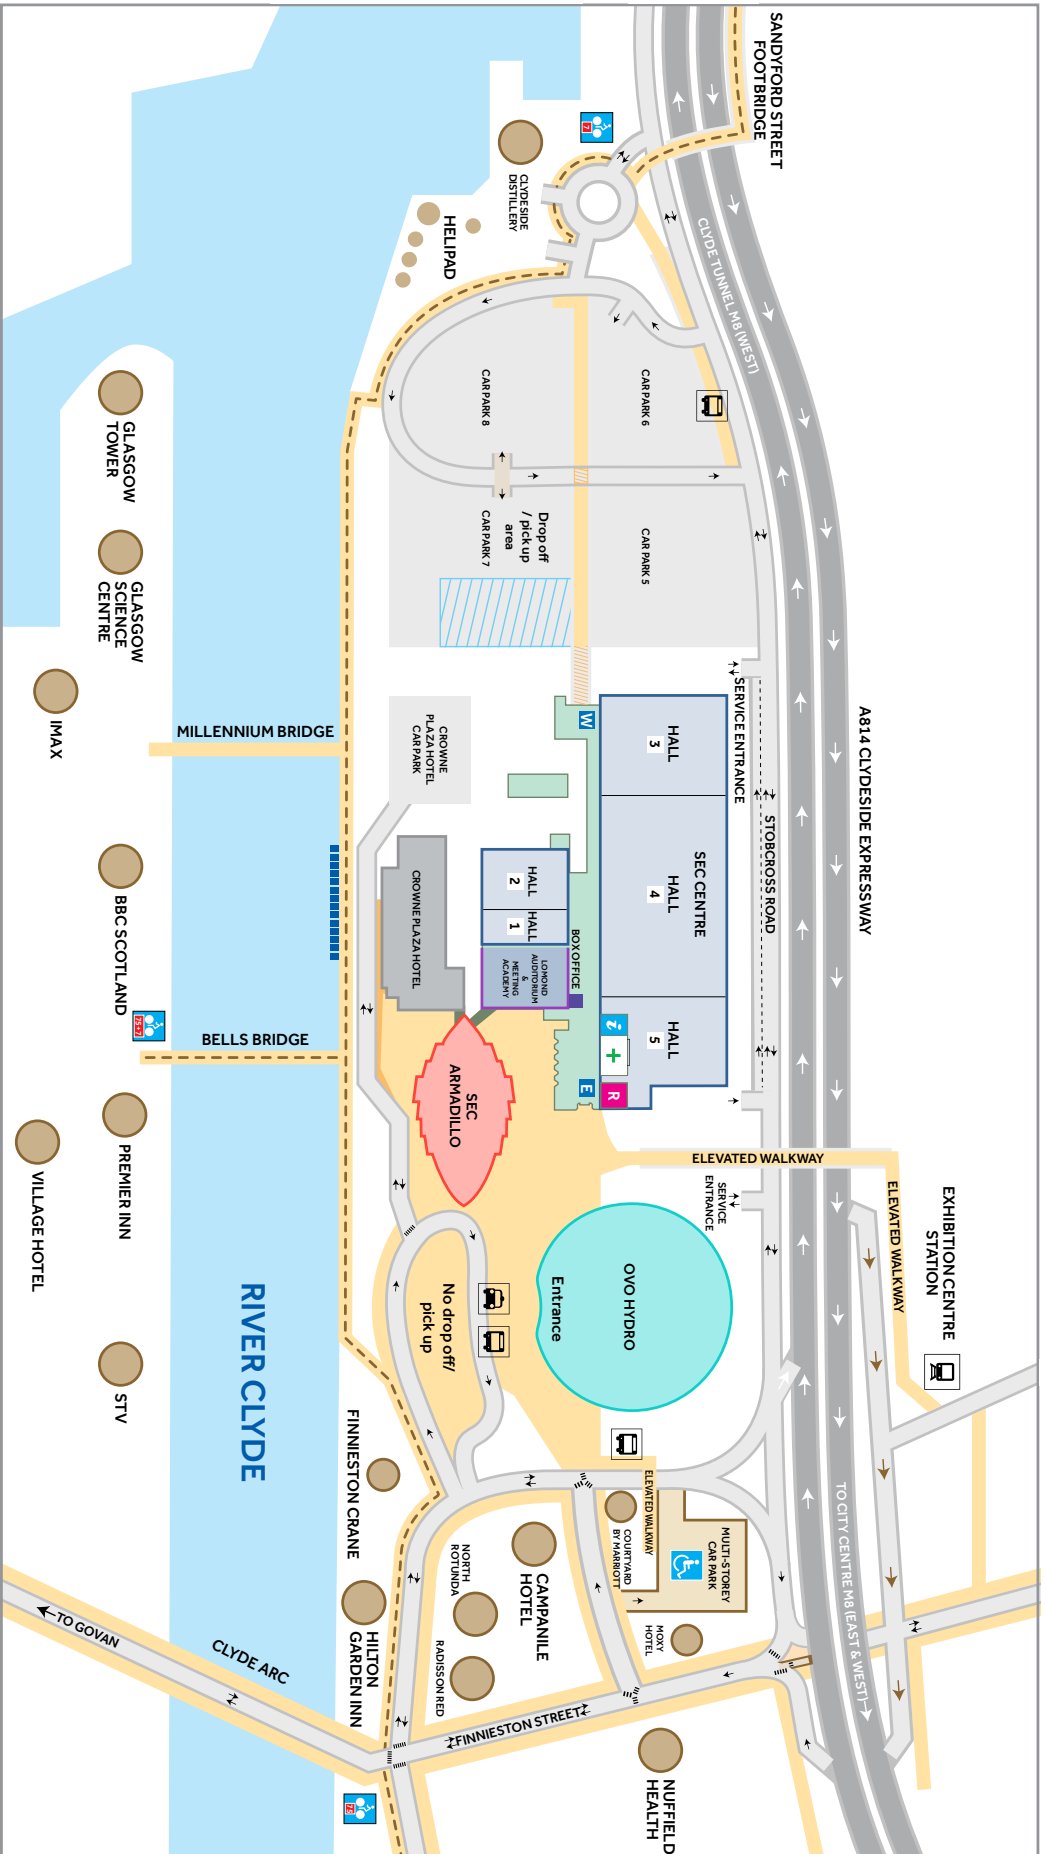 SANDYFORD STREET
FOOTBRIDGE
7
CLYDESIDE
DISTILLERY
HELIPAD
CLYDE TUNNEL M8 (WEST)
CAR PARK 8
CAR PARK 6
GLASGOW
TOWER
GLASGOW
SCIENCE
CENTRE
IMAX
Drop off
/ pick up
area
CAR PARK 7
CAR PARK 5
SERVICE ENTRANCE
A814 CLYDESIDE EXPRESSWAY
STOBCROSS ROAD
MILLENNIUM BRIDGE
CROWNE
PLAZA HOTEL
CAR PARK
W
HALL
3
SEC CENTRE
HALL
4
HALL
5
HALL
2
HALL
1
BOX OFFICE
LOMOND
AUDITORIUM
&
MEETING
ACADEMY
CROWNE PLAZA HOTEL
i
E
R
BBC SCOTLAND
75+7
BELLS BRIDGE
SEC
ARMADILLO
PREMIER INN
VILLAGE HOTEL
STV
RIVER CLYDE
ELEVATED WALKWAY
ELEVATED WALKWAY
SERVICE
ENTRANCE
EXHIBITION CENTRE
STATION
OVO HYDRO
Entrance
No drop off/
pick up
FINNIESTON CRANE
ELEVATED WALKWAY
COURTYARD
BY MARRIOTT
MULTI-STOREY
CAR PARK
TO CITY CENTRE M8 (EAST & WEST)
CAMPANILE
HOTEL
NORTH
ROTUNDA
RADISSON RED
MOXY
HOTEL
HILTON
GARDEN INN
FINNIESTON STREET
CLYDE ARC
TO GOVAN
NUFFIELD
HEALTH
75